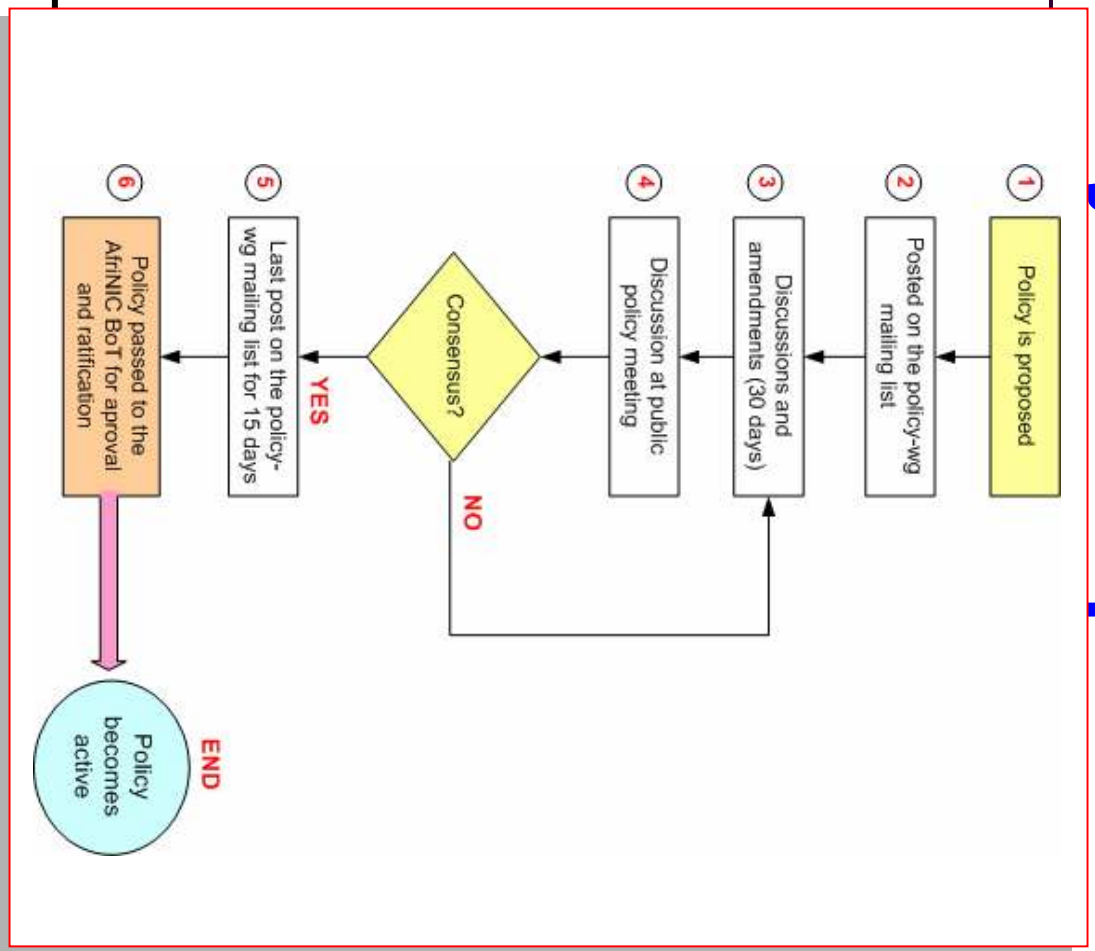 1
Policy is proposed
2
Posted on the policy-wg
mailing list
3
Discussions and
amendments (30 days)
4
Discussion at public
policy meeting
Consensus?
NO
YES
5
Last post on the policy-
wg mailing list for 15 days
6
Policy passed to the
AfriNIC BoT for aproval
and ratification
END
Policy
becomes
active